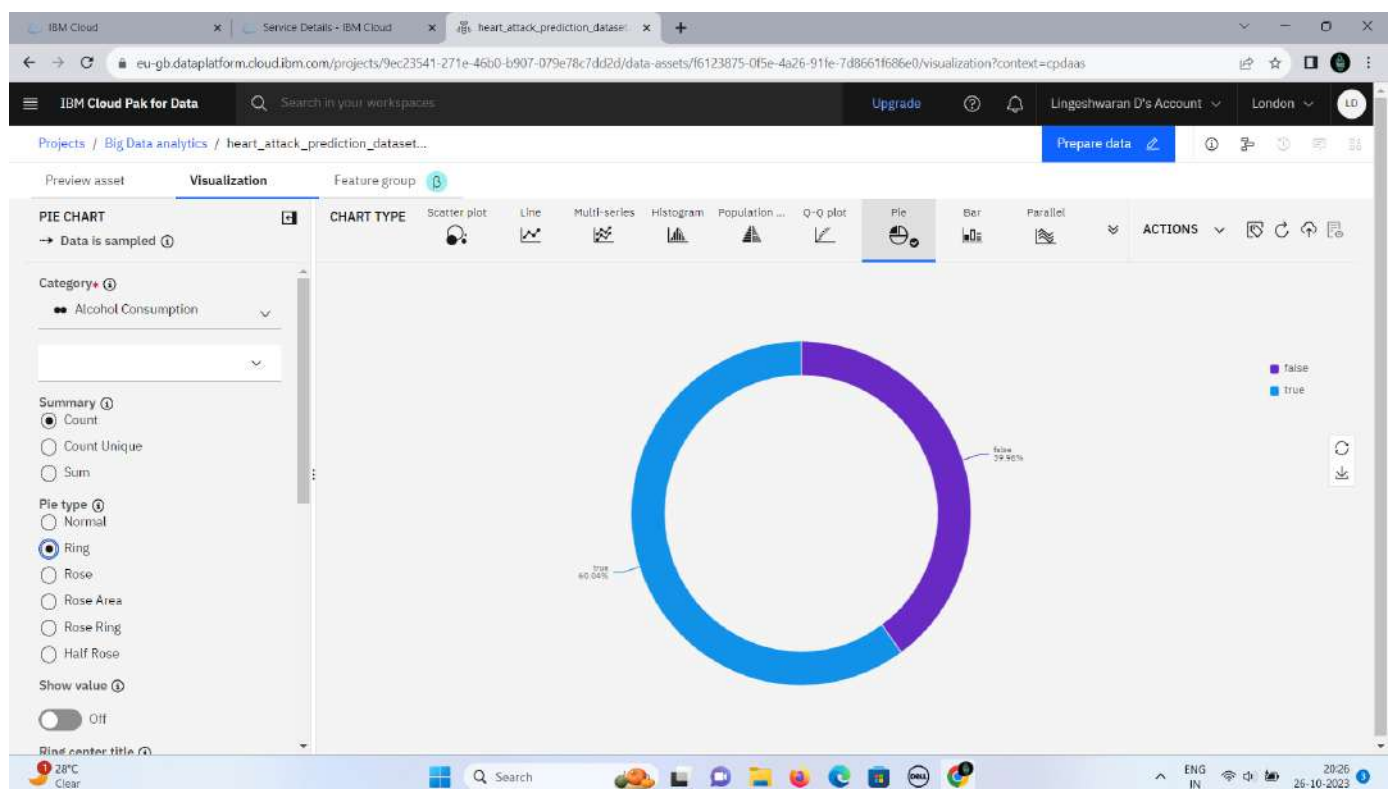 IBM Cloud
Service Details - IBM Cloud
heart_attack_prediction_dataset
eu-gb.dataplatform.cloud.ibm.com/projects/9ec23541-271e-46b0-b907-079e78c7dd2d/data-assets/f6123875-0f5e-4a26-91fe-7d8661f686e0/visualization?context=cpdaas
IBM Cloud Pak for Data
Search in your workspaces
Upgrade
Lingeshwaran D's Account
London
LD
Projects / Big Data analytics / heart_attack_prediction_dataset...
Prepare data
Preview asset
Visualization
Feature group
β
PIE CHART
→ Data is sampled
CHART TYPE
Scatter plot
Line
Multi-series
Histogram
Population ...
Q-Q plot
Pie
Bar
Parallel
ACTIONS
Category*
Alcohol Consumption
Summary
Count
Count Unique
Sum
Pie type
Normal
Ring
Rose
Rose Area
Rose Ring
Half Rose
Show value
Off
Ring center title
false
true
false
39.96%
true
60.04%
1
28°C
Clear
Search
DELL
ENG
IN
20:26
26-10-2023
3